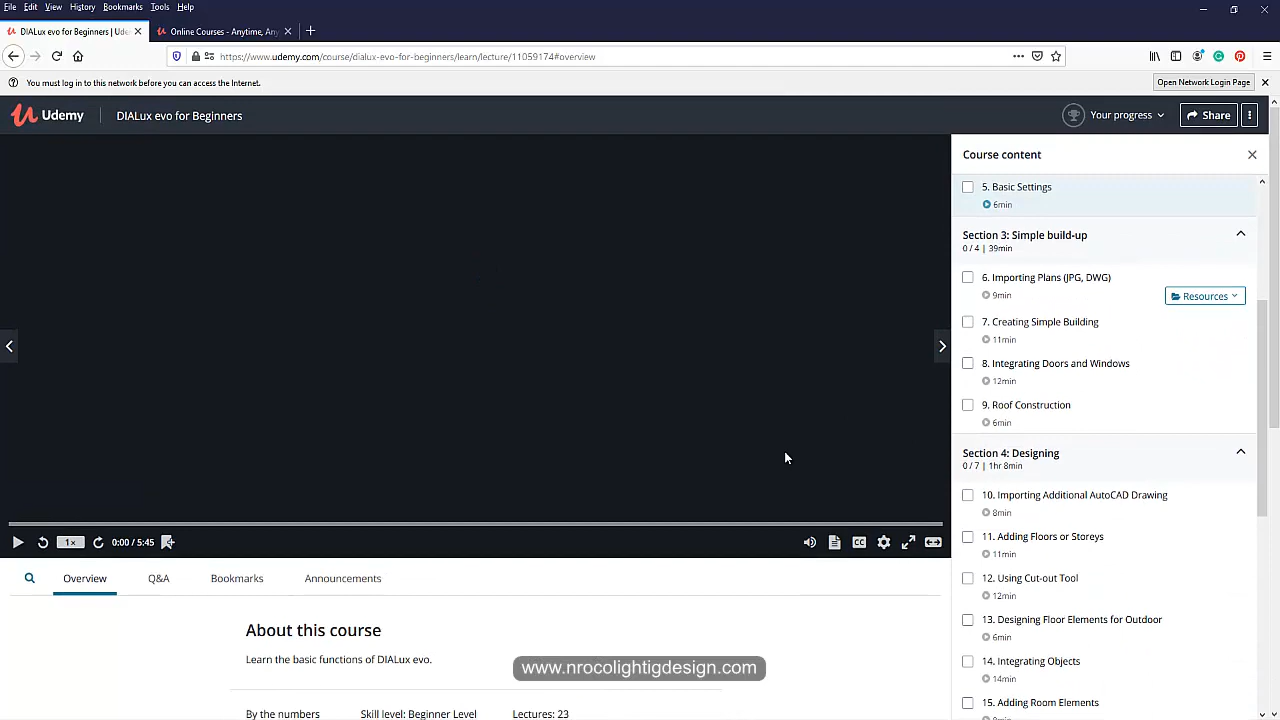 File Edit View History Bookmarks Tools Help
DIALux evo for Beginners | Ude
Online Courses - Anytime, Any
https://www.udemy.com/course/dialux-evo-for-beginners/learn/lecture/11059174#overview
You must log in to this network before you can access the Internet.
Open Network Login Page
Udemy
DIALux evo for Beginners
Your progress
Share
Course content
5. Basic Settings
6min
Section 3: Simple build-up
0 / 4 | 39min
6. Importing Plans (JPG, DWG)
9min
Resources
7. Creating Simple Building
11min
8. Integrating Doors and Windows
12min
9. Roof Construction
6min
Section 4: Designing
0 / 7 | 1hr 8min
10. Importing Additional AutoCAD Drawing
8min
11. Adding Floors or Storeys
11min
12. Using Cut-out Tool
12min
13. Designing Floor Elements for Outdoor
6min
14. Integrating Objects
14min
15. Adding Room Elements
1x
0:00 / 5:45
CC
Overview
Q&A
Bookmarks
Announcements
About this course
Learn the basic functions of DIALux evo.
www.nrocolightigdesign.com
By the numbers
Skill level: Beginner Level
Lectures: 23